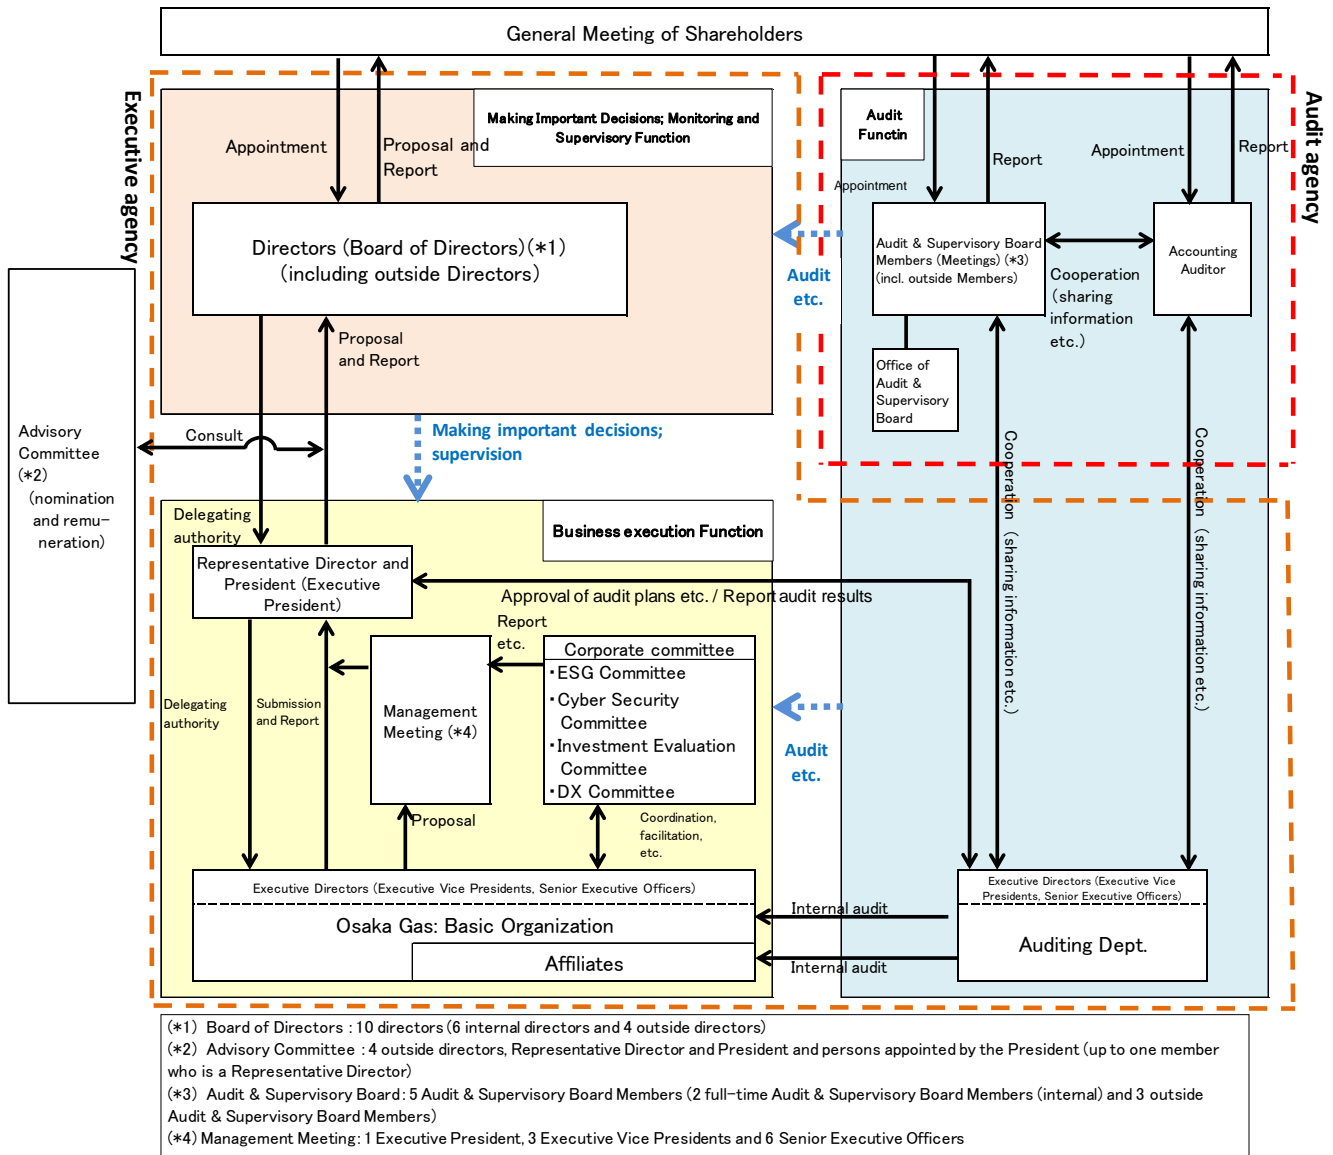 General Meeting of Shareholders
Executive agency
Audit agency
Making Important Decisions; Monitoring and
Supervisory Function
Audit
Functin
Appointment
Proposal and
Report
Appointment
Report
Appointment
Report
Directors (Board of Directors)(*1)
(including outside Directors)
Audit
etc.
Audit & Supervisory Board
Members (Meetings) (*3)
(incl. outside Members)
Cooperation
(sharing
information
etc.)
Accounting
Auditor
Proposal
and Report
Office of
Audit &
Supervisory
Board
Advisory
Committee
(*2)
(nomination
and remu-
neration)
Consult
Making important decisions;
supervision
Cooperation (sharing information etc.)
Cooperation (sharing information etc.)
Delegating
authority
Business execution Function
Representative Director and
President (Executive
President)
Approval of audit plans etc. / Report audit results
Report
etc.
Corporate committee
・ESG Committee
・Cyber Security
Committee
・Investment Evaluation
Committee
・DX Committee
Delegating
authority
Submission
and Report
Management
Meeting (*4)
Audit
etc.
Proposal
Coordination,
facilitation,
etc.
Executive Directors (Executive Vice Presidents, Senior Executive Officers)
Osaka Gas: Basic Organization
Affiliates
Internal audit
Internal audit
Executive Directors (Executive Vice
Presidents, Senior Executive Officers)
Auditing Dept.
(*1) Board of Directors : 10 directors (6 internal directors and 4 outside directors)
(*2) Advisory Committee : 4 outside directors, Representative Director and President and persons appointed by the President (up to one member
who is a Representative Director)
(*3) Audit & Supervisory Board: 5 Audit & Supervisory Board Members (2 full-time Audit & Supervisory Board Members (internal) and 3 outside
Audit & Supervisory Board Members)
(*4) Management Meeting: 1 Executive President, 3 Executive Vice Presidents and 6 Senior Executive Officers